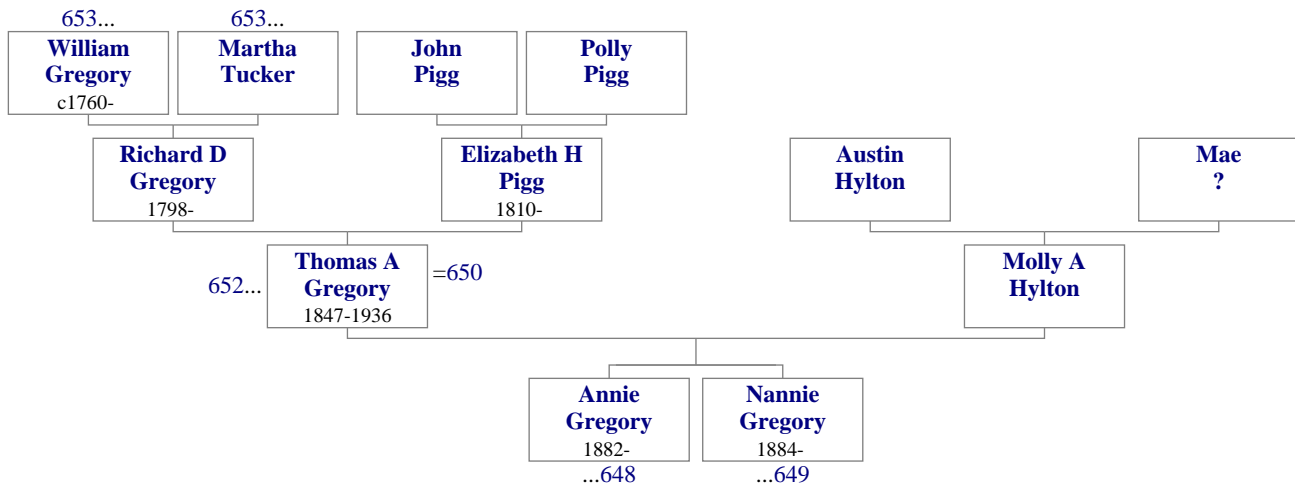 653...
653...
William
Gregory
c1760-
Martha
Tucker
John
Pigg
Polly
Pigg
Richard D
Gregory
1798-
Elizabeth H
Pigg
1810-
Austin
Hylton
Mae
?
652...
Thomas A
Gregory
1847-1936
=650
Molly A
Hylton
Annie
Gregory
1882-
...648
Nannie
Gregory
1884-
...649